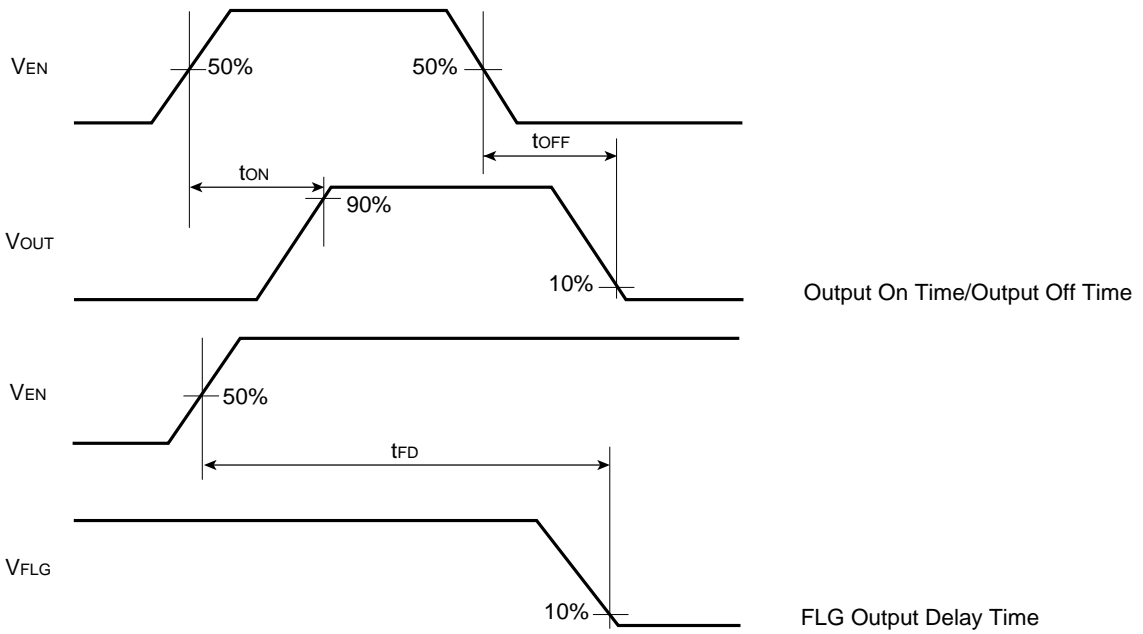 VEN
50%
50%
tOFF
tON
90%
VOUT
10%
Output On Time/Output Off Time
VEN
50%
tFD
VFLG
10%
FLG Output Delay Time